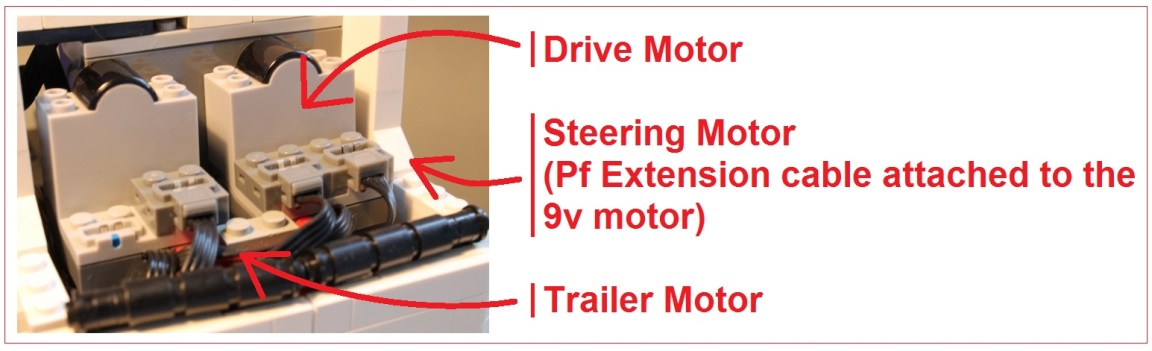 Drive Motor
Steering Motor
(Pf Extension cable attached to the
9v motor)
Trailer Motor